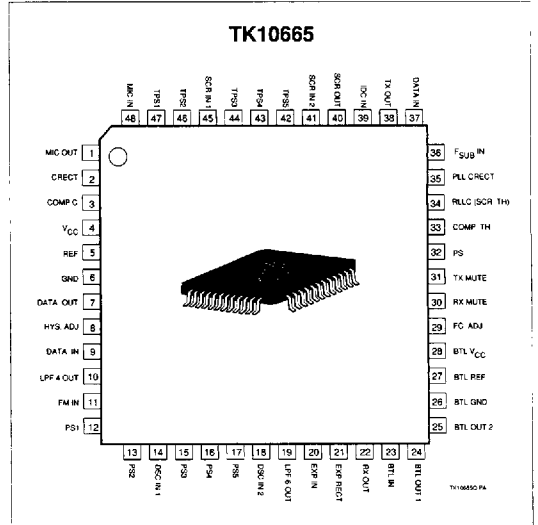 TK10665
MIC IN
TPS1
TPS2
SCR IN 1
TPS3
TPS4
TPS5
SCR IN 2
SCR OUT
IDC IN
TX OUT
DATA IN
48 47 46 45 44 43 42 41 40 39 38 37
MIC OUT 1
CRECT 2
COMP C 3
VCC 4
REF 5
GND 6
DATA OUT 7
HYS. ADJ 8
DATA IN 9
LPF 4 OUT 10
FM IN 11
PS1 12
36 FSUB IN
35 PLL CRECT
34 RLLC (SCR TH)
33 COMP TH
32 PS
31 TX MUTE
30 RX MUTE
29 FC ADJ
28 BTL VCC
27 BTL REF
26 BTL GND
25 BTL OUT 2
13 14 15 16 17 18 19 20 21 22 23 24
PS2
DSC IN 1
PS3
PS4
PS5
DSC IN 2
LPF 6 OUT
EXP IN
EXP RECT
RX OUT
BTL IN
BTL OUT 1